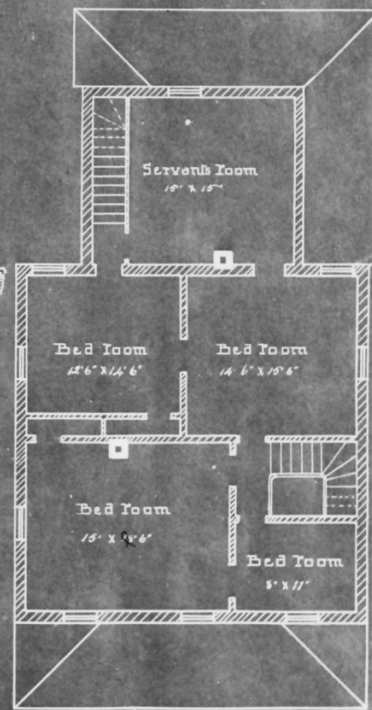 Servants room
15' x 15'
Bed room
12'6" x 14'6"
Bed room
14'6" x 15'6"
Bed room
15' x
Bed room
8' x 11'